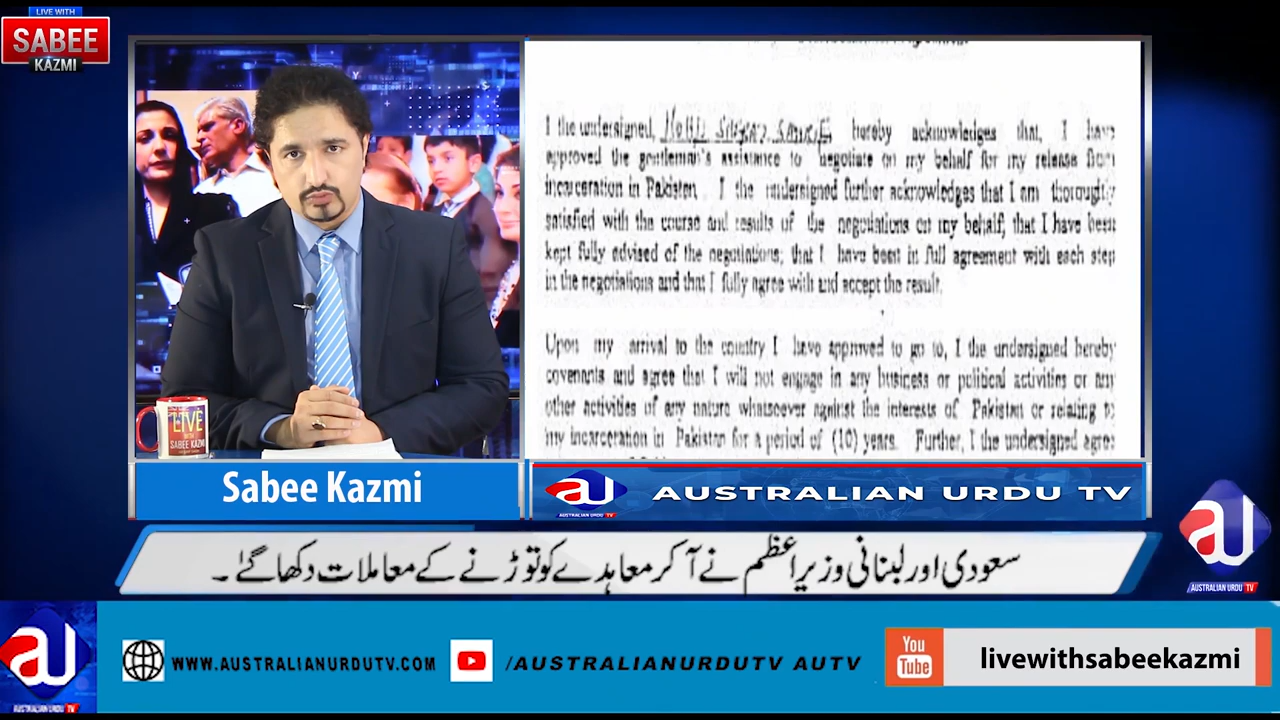 LIVE WITH
SABEE
KAZMI
I the undersigned, hereby acknowledges that, I have
approved the gentleman's assistance to negotiate on my behalf for my release from
incarceration in Pakistan. I the undersigned further acknowledges that I am thoroughly
satisfied with the course and results of the negotiations on my behalf, that I have been
kept fully advised of the negotiations; that I have been in full agreement with each step
in the negotiations and that I fully agree with and accept the result.
Upon my arrival to the country I have approved to go to, I the undersigned hereby
covenants and agree that I will not engage in any business or political activities or any
other activities of any nature whatsoever against the interests of Pakistan or relating to
my incarceration in Pakistan for a period of (10) years. Further, I the undersigned agree
LIVE
WITH
SABEE KAZMI
Sabee Kazmi
AUSTRALIAN URDU TV
AUSTRALIAN URDU TV
سعودی اور لبنانی وزیراعظم نے آ کر معاہدے کو توڑنے کے معاملات دکھا گئے۔
AUSTRALIAN URDU TV
AUSTRALIAN URDU TV
WWW.AUSTRALIANURDUTV.COM
/AUSTRALIANURDUTV AUTV
You
Tube
livewithsabeekazmi